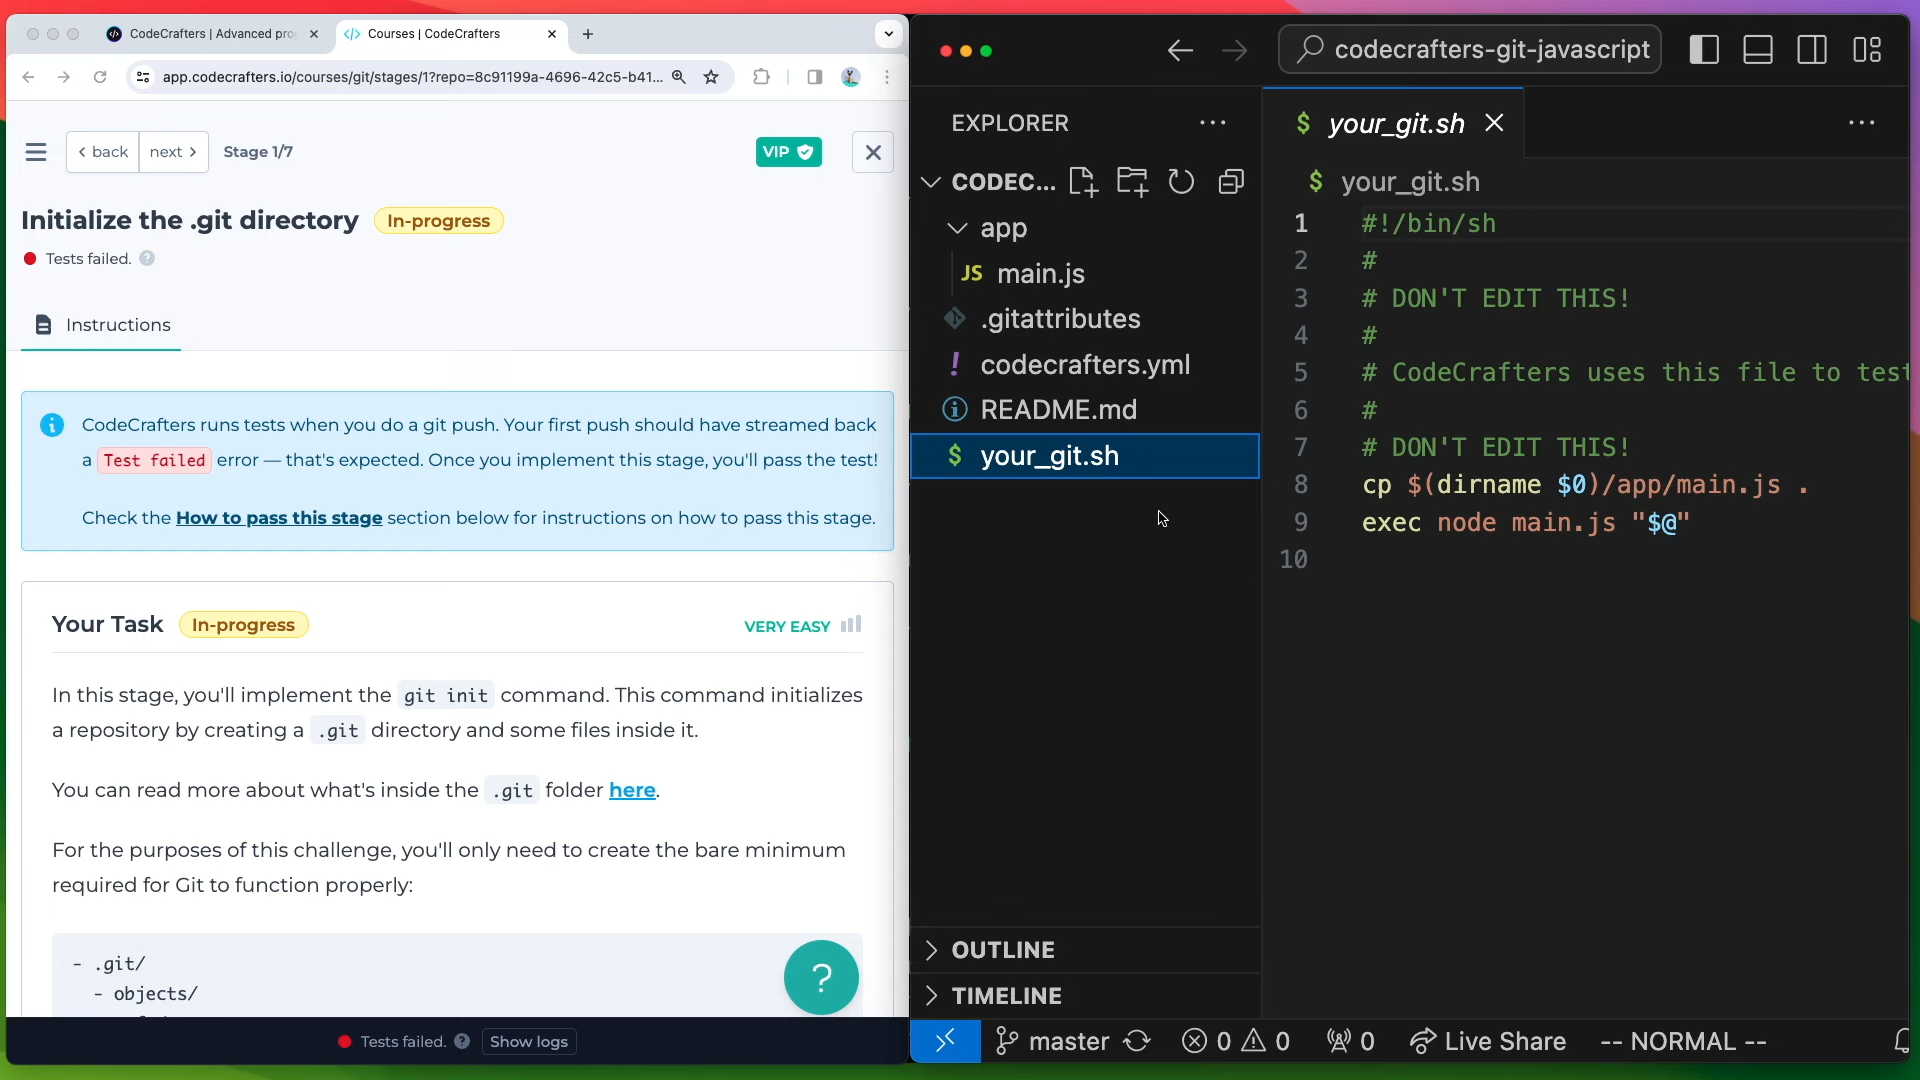 CodeCrafters | Advanced pro
Courses | CodeCrafters
app.codecrafters.io/courses/git/stages/1?repo=8c91199a-4696-42c5-b41...
back
next
Stage 1/7
VIP
Initialize the .git directory
In-progress
Tests failed. ?
Instructions
CodeCrafters runs tests when you do a git push. Your first push should have streamed back
a Test failed error — that's expected. Once you implement this stage, you'll pass the test!
Check the How to pass this stage section below for instructions on how to pass this stage.
Your Task
In-progress
VERY EASY
In this stage, you'll implement the git init command. This command initializes
a repository by creating a .git directory and some files inside it.
You can read more about what's inside the .git folder here.
For the purposes of this challenge, you'll only need to create the bare minimum
required for Git to function properly:
- .git/
- objects/
?
Tests failed. ?
Show logs
codecrafters-git-javascript
EXPLORER
CODEC...
app
JS main.js
.gitattributes
! codecrafters.yml
README.md
$ your_git.sh
OUTLINE
TIMELINE
$ your_git.sh
$ your_git.sh
1 #!/bin/sh
2 #
3 # DON'T EDIT THIS!
4 #
5 # CodeCrafters uses this file to test
6 #
7 # DON'T EDIT THIS!
8 cp $(dirname $0)/app/main.js .
9 exec node main.js "$@"
10
master
0
0
0
Live Share
-- NORMAL --